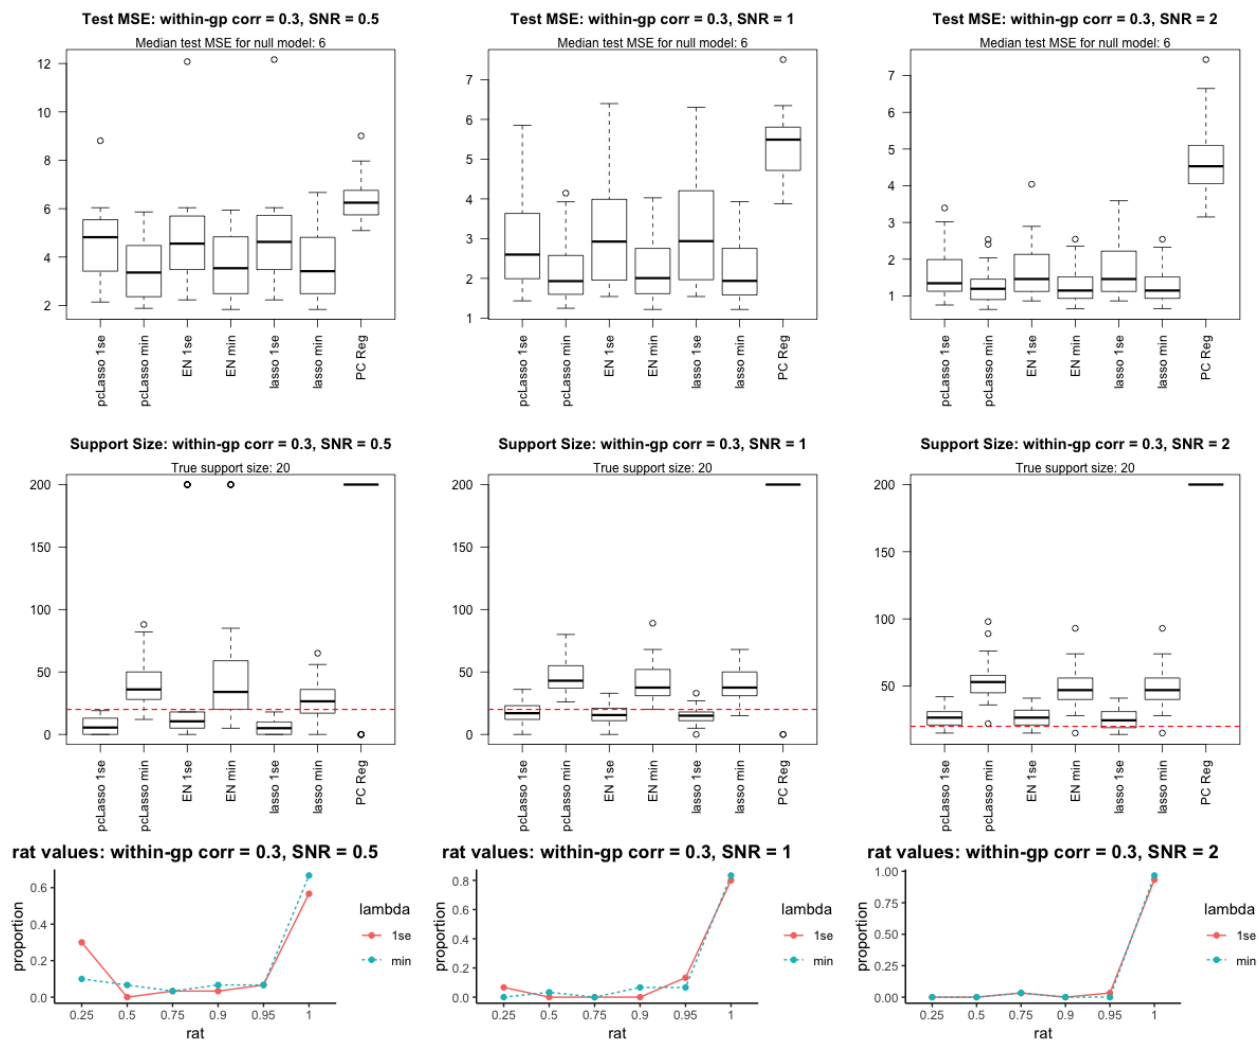 Test MSE: within-gp corr = 0.3, SNR = 0.5
Median test MSE for null model: 6
12
10
8
6
4
2
pcLasso 1se
pcLasso min
EN 1se
EN min
lasso 1se
lasso min
PC Reg
Test MSE: within-gp corr = 0.3, SNR = 1
Median test MSE for null model: 6
7
6
5
4
3
2
1
pcLasso 1se
pcLasso min
EN 1se
EN min
lasso 1se
lasso min
PC Reg
Test MSE: within-gp corr = 0.3, SNR = 2
Median test MSE for null model: 6
7
6
5
4
3
2
1
pcLasso 1se
pcLasso min
EN 1se
EN min
lasso 1se
lasso min
PC Reg
Support Size: within-gp corr = 0.3, SNR = 0.5
True support size: 20
200
150
100
50
0
pcLasso 1se
pcLasso min
EN 1se
EN min
lasso 1se
lasso min
PC Reg
Support Size: within-gp corr = 0.3, SNR = 1
True support size: 20
200
150
100
50
0
pcLasso 1se
pcLasso min
EN 1se
EN min
lasso 1se
lasso min
PC Reg
Support Size: within-gp corr = 0.3, SNR = 2
True support size: 20
200
150
100
50
pcLasso 1se
pcLasso min
EN 1se
EN min
lasso 1se
lasso min
PC Reg
rat values: within-gp corr = 0.3, SNR = 0.5
proportion
0.6
0.4
0.2
0.0
0.25 0.5 0.75 0.9 0.95 1
rat
lambda
1se
min
rat values: within-gp corr = 0.3, SNR = 1
proportion
0.8
0.6
0.4
0.2
0.0
0.25 0.5 0.75 0.9 0.95 1
rat
lambda
1se
min
rat values: within-gp corr = 0.3, SNR = 2
proportion
1.00
0.75
0.50
0.25
0.00
0.25 0.5 0.75 0.9 0.95 1
rat
lambda
1se
min